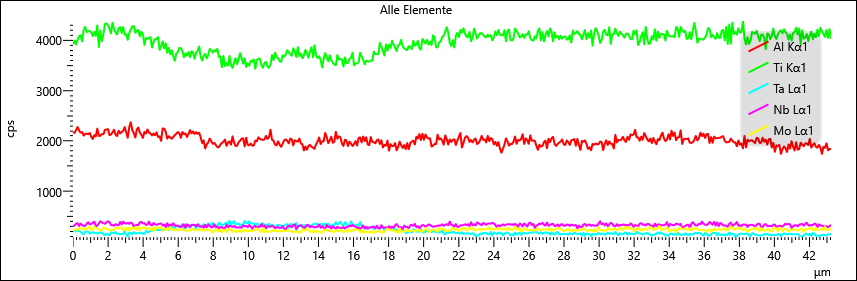 Alle Elemente
4000
3000
2000
1000
cps
Al Kα1
Ti Kα1
Ta Lα1
Nb Lα1
Mo Lα1
0 2 4 6 8 10 12 14 16 18 20 22 24 26 28 30 32 34 36 38 40 42
µm